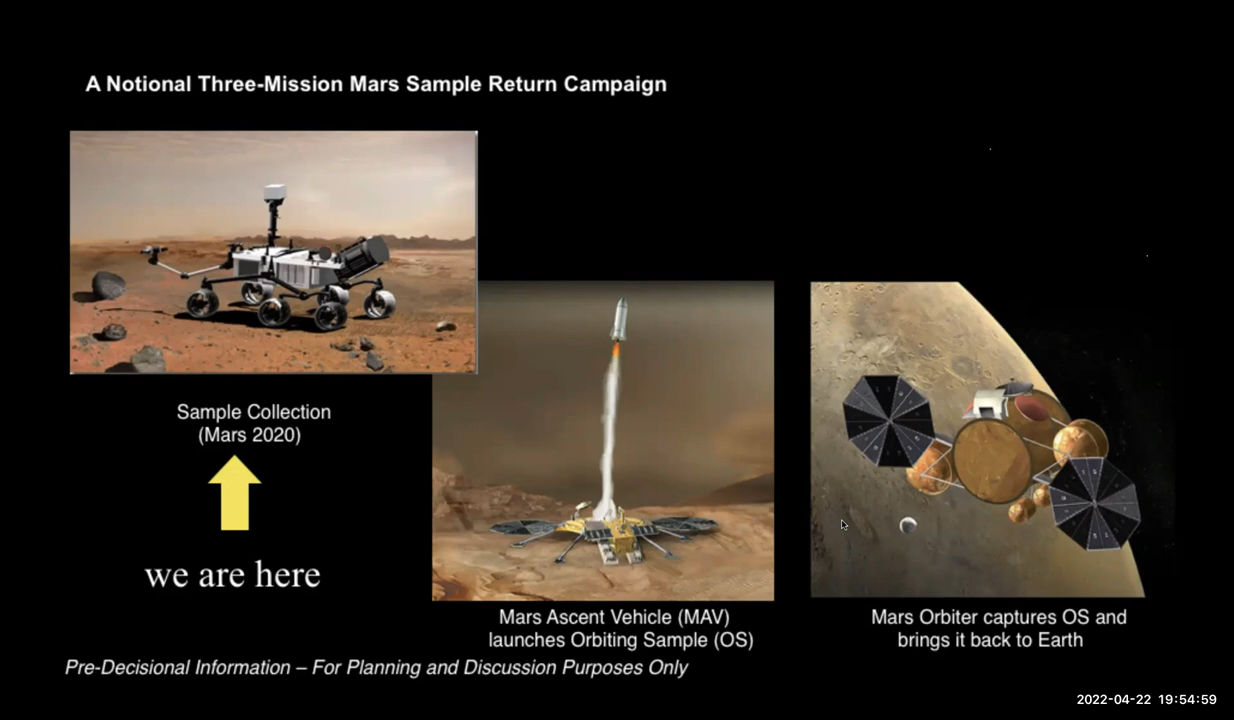 A Notional Three-Mission Mars Sample Return Campaign
Sample Collection
(Mars 2020)
we are here
Mars Ascent Vehicle (MAV)
launches Orbiting Sample (OS)
Mars Orbiter captures OS and
brings it back to Earth
Pre-Decisional Information – For Planning and Discussion Purposes Only
2022-04-22 19:54:59